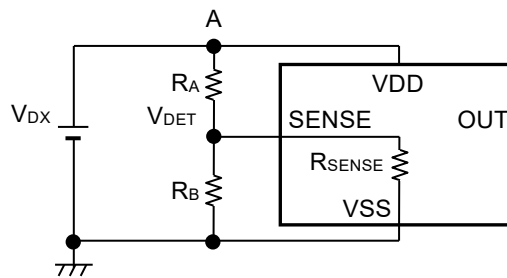 A
RA
VDD
VDX
VDET
SENSE
OUT
RSENSE
RB
VSS